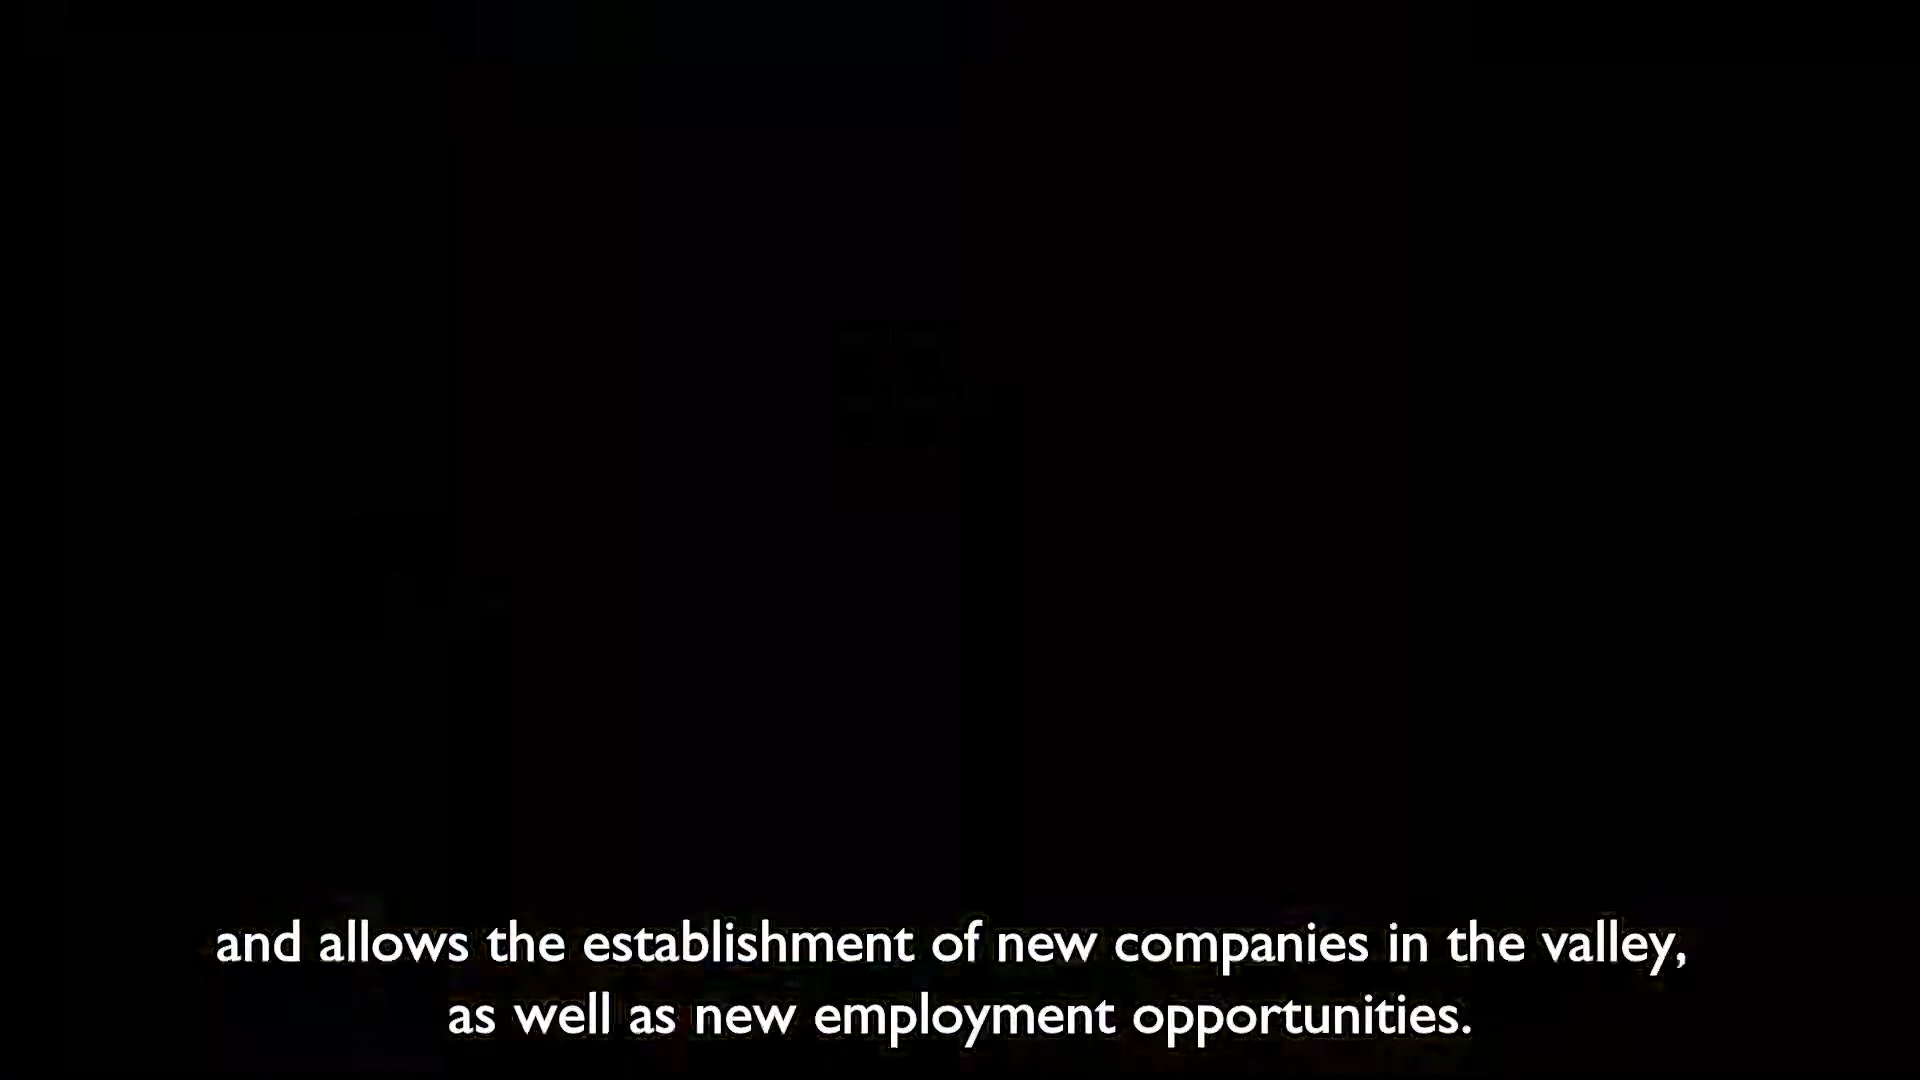 and allows the establishment of new companies in the valley,
as well as new employment opportunities.